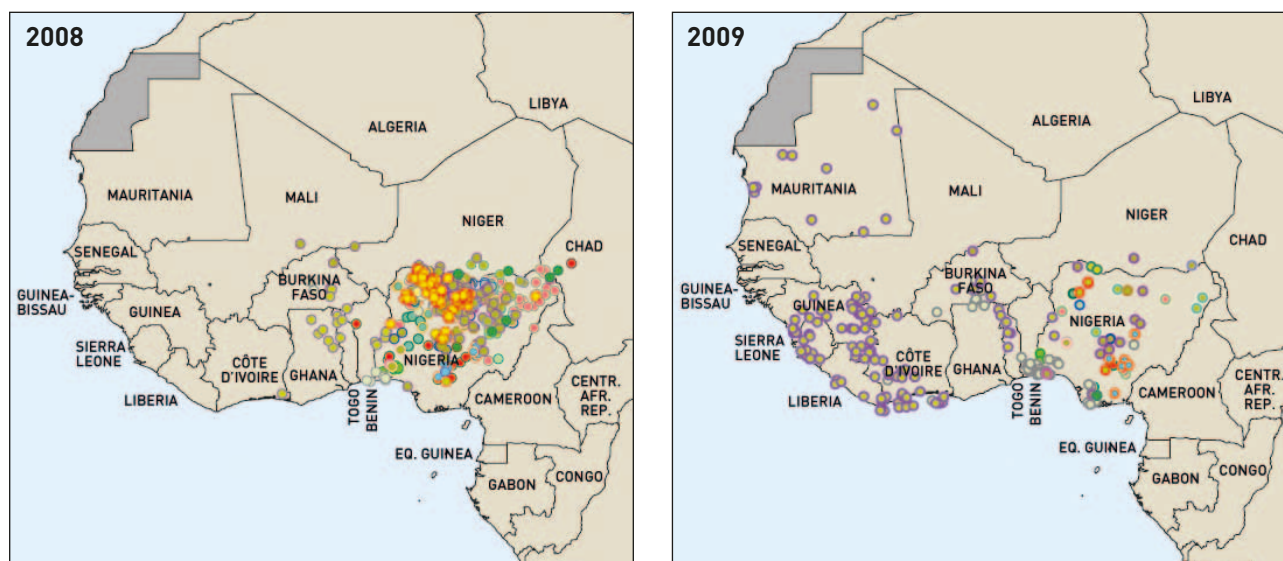 2008
LIBYA
ALGERIA
MAURITANIA
MALI
NIGER
CHAD
SENEGAL
BURKINA
FASO
GUINEA-
BISSAU
GUINEA
NIGERIA
SIERRA
LEONE
CÔTE
D'IVOIRE
GHANA
TOGO
BENIN
LIBERIA
CAMEROON
CENTR.
AFR.
REP.
EQ. GUINEA
GABON
CONGO
2009
LIBYA
ALGERIA
MAURITANIA
MALI
NIGER
CHAD
SENEGAL
BURKINA
FASO
GUINEA-
BISSAU
GUINEA
NIGERIA
SIERRA
LEONE
CÔTE
D'IVOIRE
GHANA
TOGO
BENIN
LIBERIA
CAMEROON
CENTR.
AFR.
REP.
EQ. GUINEA
GABON
CONGO